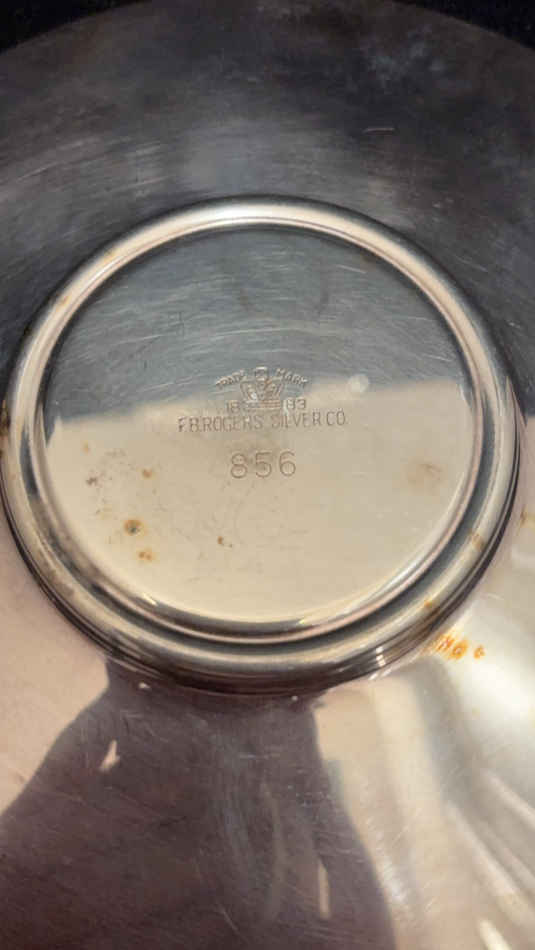 TRADE MARK
18 83
F.B.ROGERS SILVER CO.
856